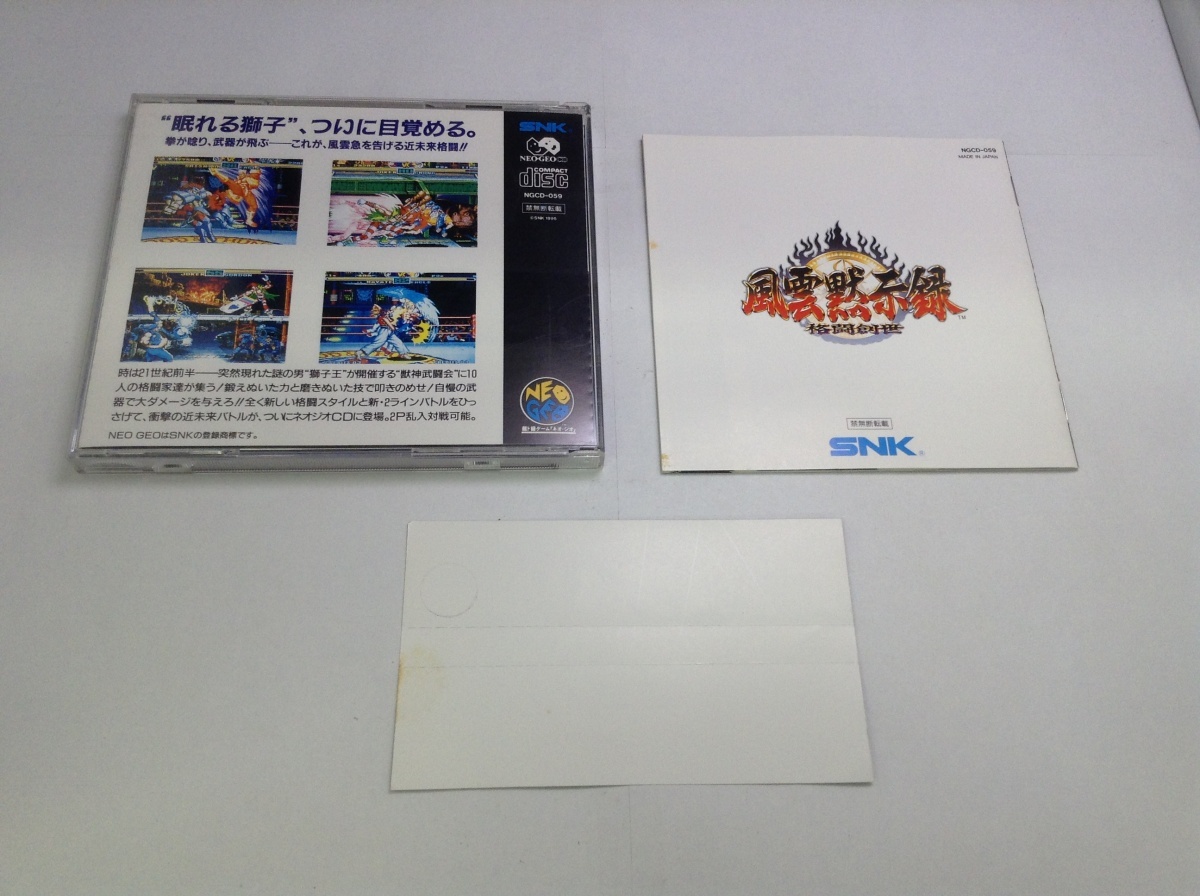 “眠れる獅子”、ついに目覚める。
拳が唸り、武器が飛ぶ——これが、風雲急を告げる近未来格闘!!
時は21世紀前半——突然現れた謎の男“獅子王”が開催する“獣神武闘会”に10
人の格闘家達が集う!鍛えぬいた力と磨きぬいた技で叩きのめせ!自慢の武
器で大ダメージを与えろ!!全く新しい格闘スタイルと新・2ラインバトルをひっ
さげて、衝撃の近未来バトルが、ついにネオジオCDに登場。2P乱入対戦可能。
NEO GEOはSNKの登録商標です。
SNK
NEO·GEO CD
COMPACT
disc
NGCD-059
禁無断転載
©SNK 1995
NEO
GEO
NGCD-059
MADE IN JAPAN
風雲黙示録
TM
格闘創世
禁無断転載
SNK®